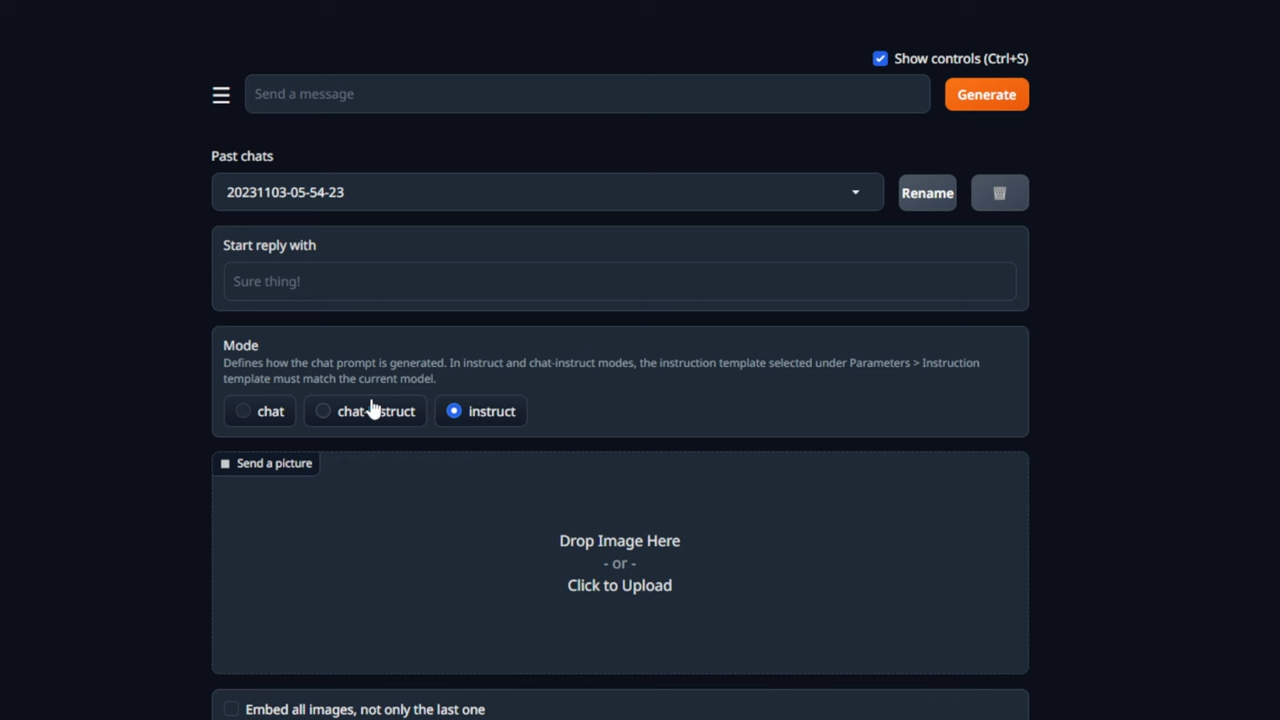 Show controls (Ctrl+S)
Send a message
Generate
Past chats
20231103-05-54-23
Rename
Start reply with
Sure thing!
Mode
Defines how the chat prompt is generated. In instruct and chat-instruct modes, the instruction template selected under Parameters > Instruction
template must match the current model.
chat
chat-instruct
instruct
Send a picture
Drop Image Here
- or -
Click to Upload
Embed all images, not only the last one